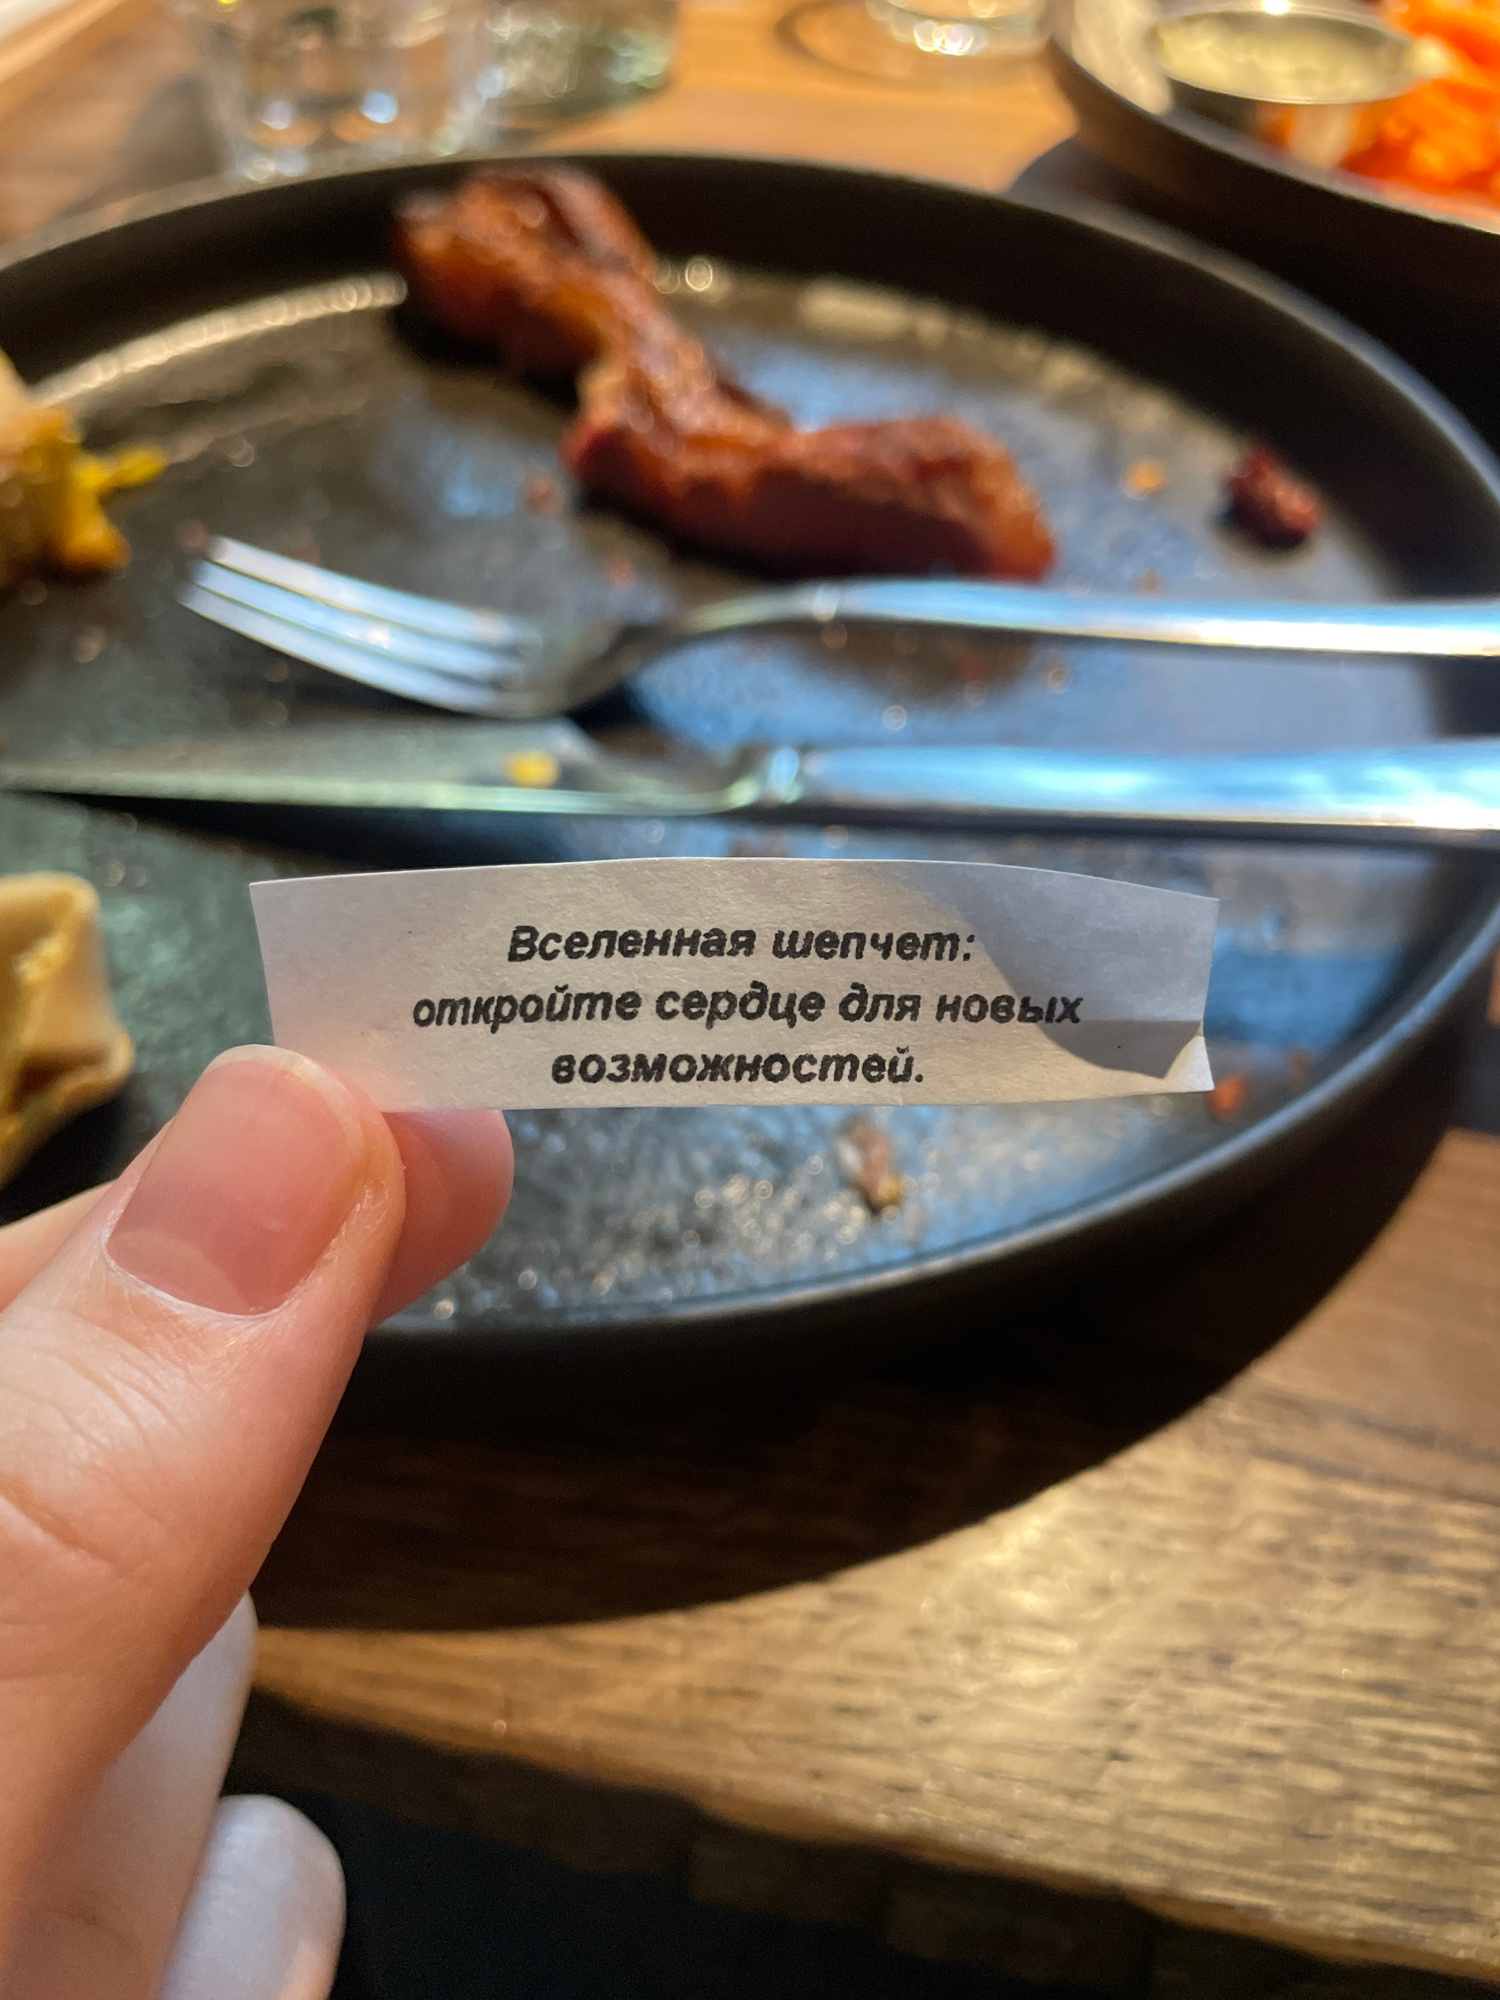 Вселенная шепчет:
откройте сердце для новых
возможностей.